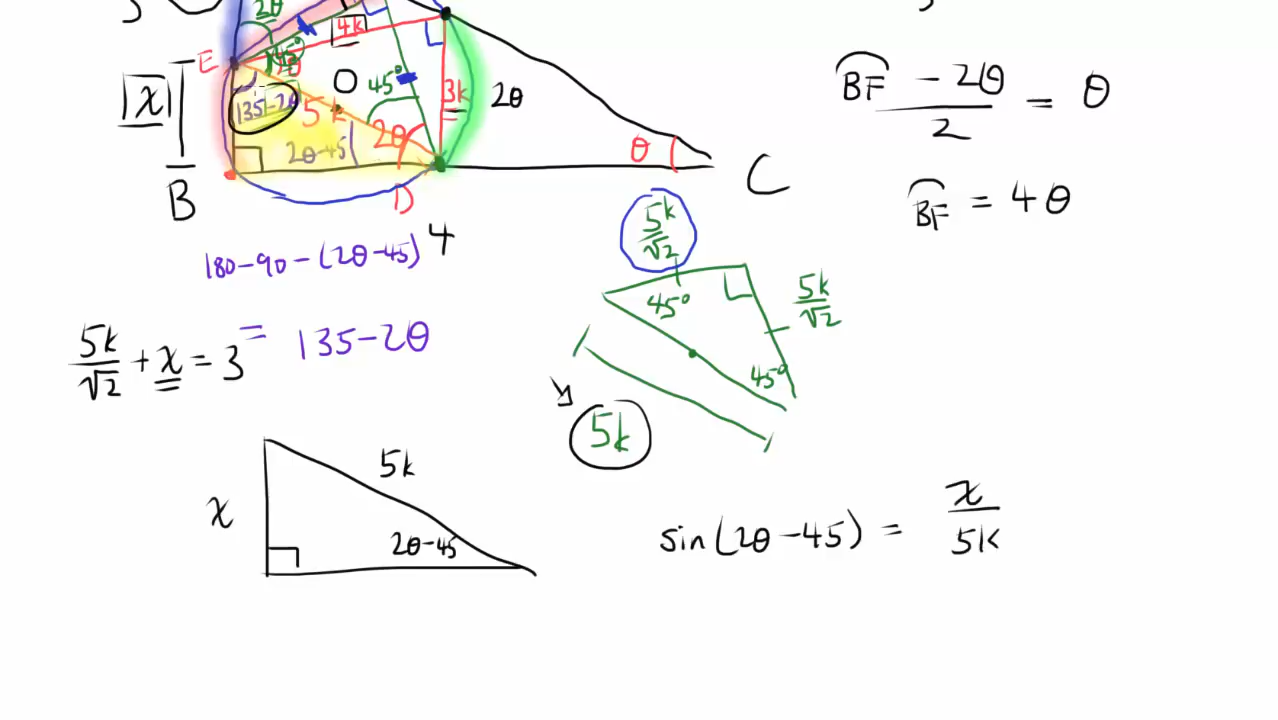 2θ
4k
E
45°
O
45°
3k
2θ
|x|
135-2θ
5k
2θ
2θ-45
θ
B
D
C
4
BF - 2θ
2
= θ
BF = 4θ
180-90-(2θ-45)
= 135-2θ
5k
√2
+ x = 3
5k
√2
45°
5k
√2
45°
5k
x
5k
2θ-45
sin(2θ-45) = x
5k